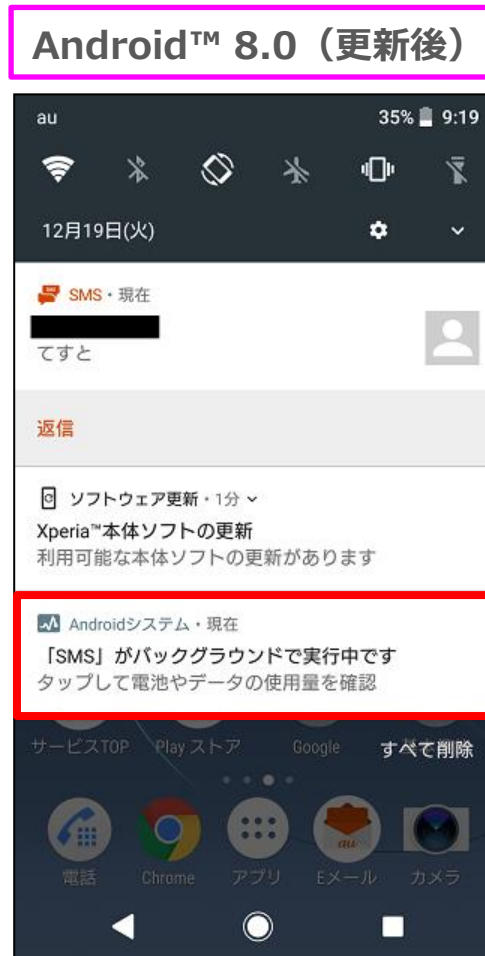 Android™ 8.0（更新後）
au 35% 9:19
12月19日(火)
SMS・現在
てすと
返信
ソフトウェア更新・1分
Xperia™本体ソフトの更新
利用可能な本体ソフトの更新があります
Androidシステム・現在
「SMS」がバックグラウンドで実行中です
タップして電池やデータの使用量を確認
サービスTOP Play ストア Google すべて削除
au
電話 Chrome アプリ Eメール カメラ